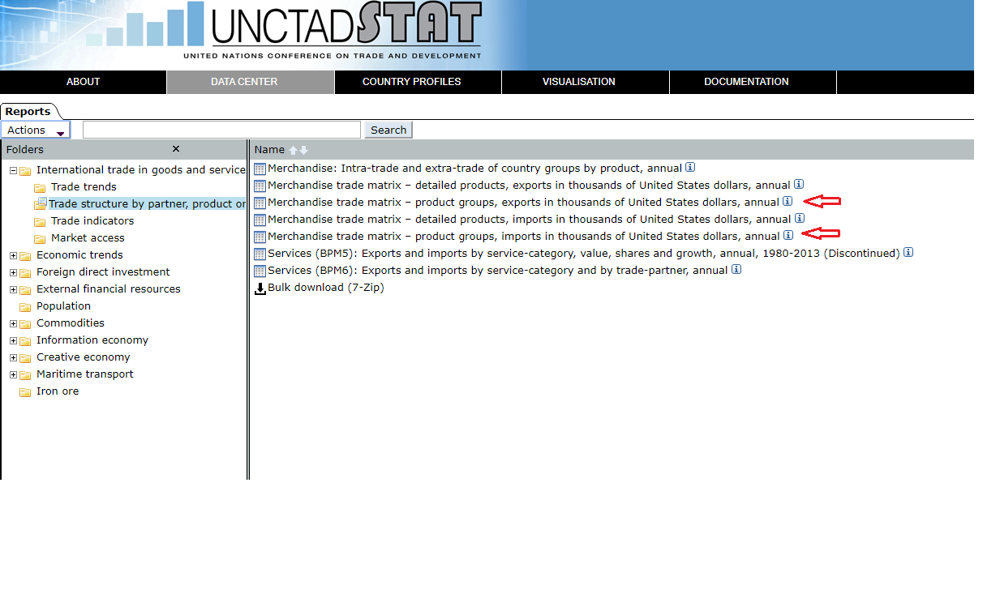 UNCTADSTAT
UNITED NATIONS CONFERENCE ON TRADE AND DEVELOPMENT
ABOUT DATA CENTER COUNTRY PROFILES VISUALISATION DOCUMENTATION
Reports
Actions Search
Folders × Name
International trade in goods and service
Trade trends
Trade structure by partner, product or
Trade indicators
Market access
Economic trends
Foreign direct investment
External financial resources
Population
Commodities
Information economy
Creative economy
Maritime transport
Iron ore
Merchandise: Intra-trade and extra-trade of country groups by product, annual
Merchandise trade matrix – detailed products, exports in thousands of United States dollars, annual
Merchandise trade matrix – product groups, exports in thousands of United States dollars, annual
Merchandise trade matrix – detailed products, imports in thousands of United States dollars, annual
Merchandise trade matrix – product groups, imports in thousands of United States dollars, annual
Services (BPM5): Exports and imports by service-category, value, shares and growth, annual, 1980-2013 (Discontinued)
Services (BPM6): Exports and imports by service-category and by trade-partner, annual
Bulk download (7-Zip)